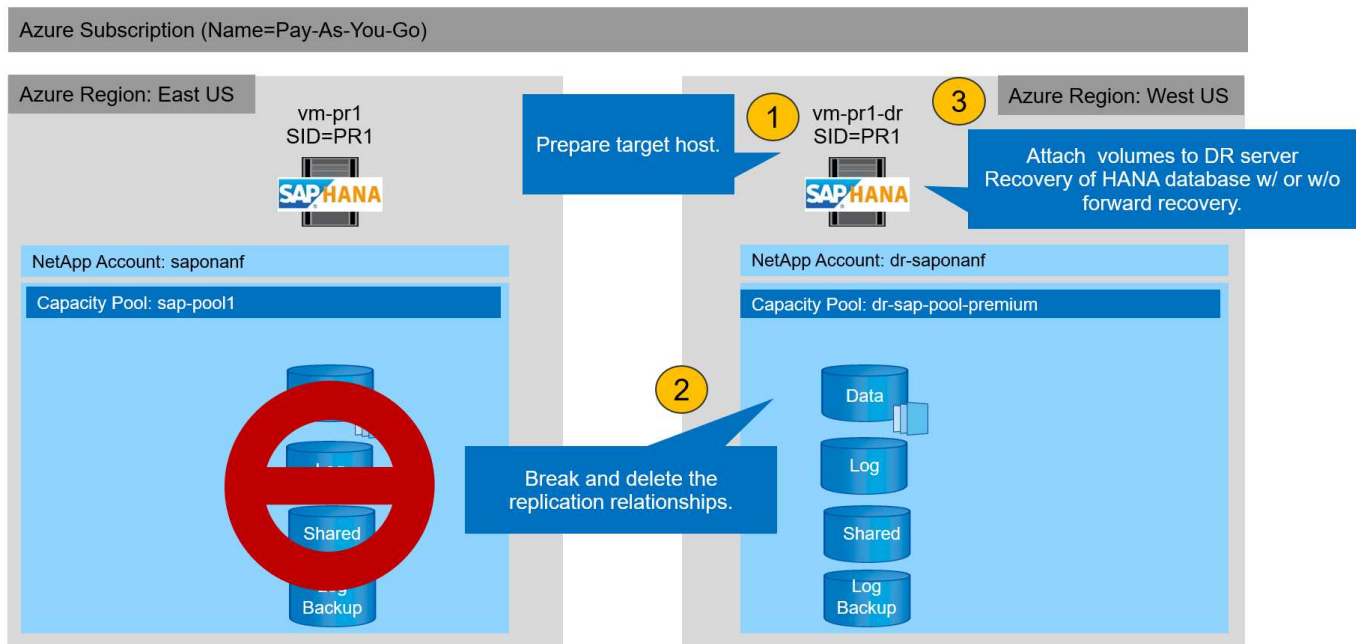 Azure Subscription (Name=Pay-As-You-Go)
Azure Region: East US
vm-pr1
SID=PR1
SAP HANA
NetApp Account: saponanf
Capacity Pool: sap-pool1
Shared
Log
Backup
1
Prepare target host.
2
Break and delete the
replication relationships.
Azure Region: West US
vm-pr1-dr
SID=PR1
SAP HANA
3
Attach volumes to DR server
Recovery of HANA database w/ or w/o
forward recovery.
NetApp Account: dr-saponanf
Capacity Pool: dr-sap-pool-premium
Data
Log
Shared
Log
Backup